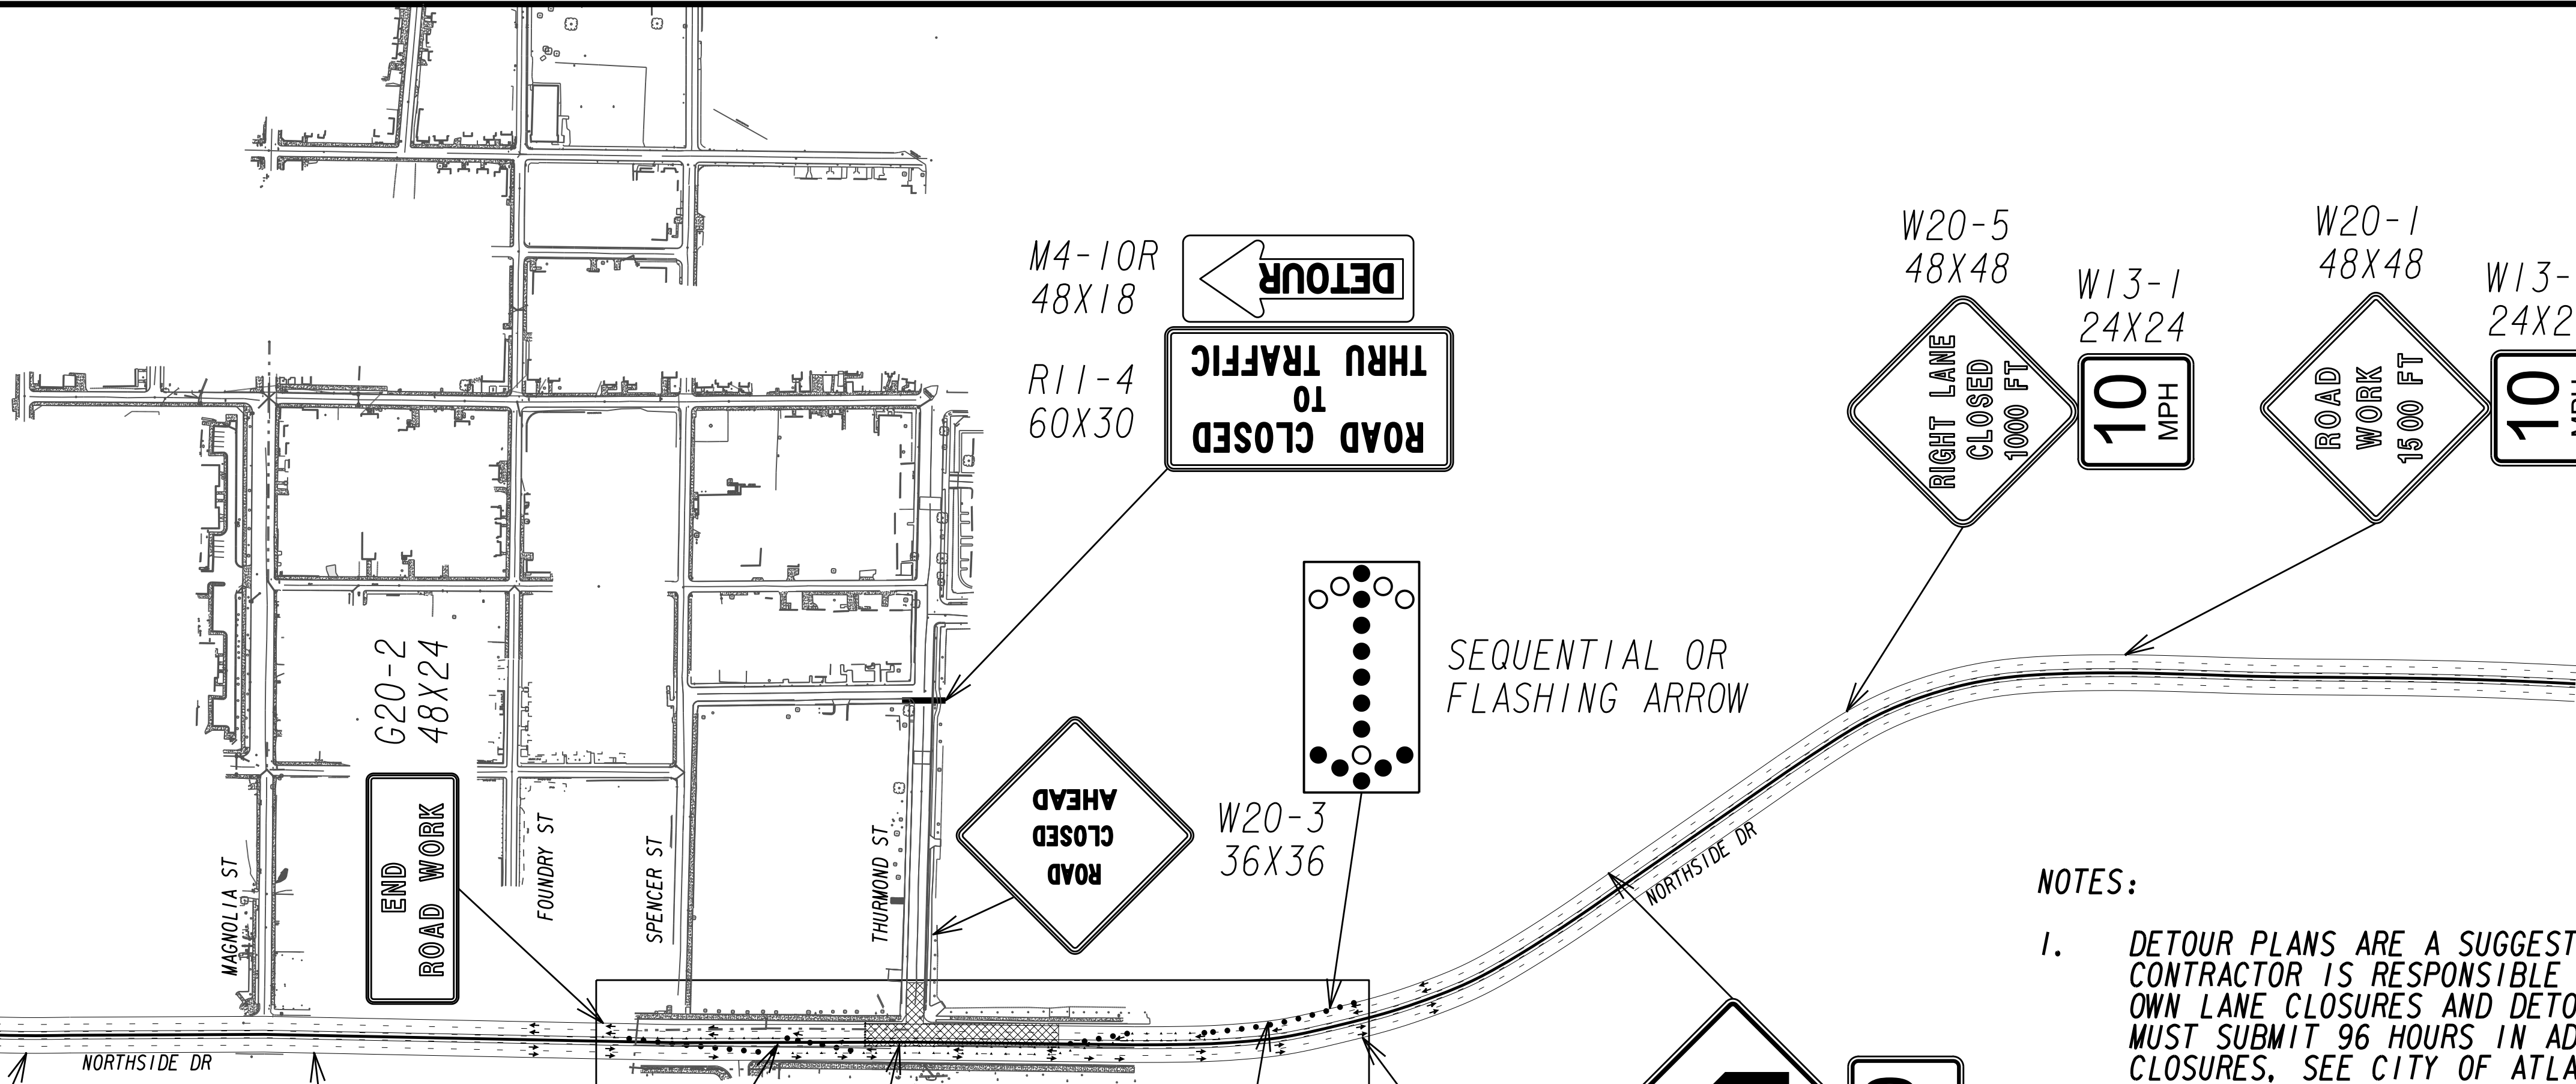 M4-10R
48X18
DETOUR
R11-4
60X30
ROAD CLOSED
TO
THRU TRAFFIC
W20-5
48X48
RIGHT LANE
CLOSED
1000 FT
W13-1
24X24
10
MPH
W20-1
48X48
ROAD
WORK
1500 FT
W13-
24X2
10
MPH
SEQUENTIAL OR
FLASHING ARROW
G20-2
48X24
END
ROAD WORK
ROAD
CLOSED
AHEAD
W20-3
36X36
MAGNOLIA ST
FOUNDRY ST
SPENCER ST
THURMOND ST
NORTHSIDE DR
NORTHSIDE DR
NOTES:
1. DETOUR PLANS ARE A SUGGEST
CONTRACTOR IS RESPONSIBLE
OWN LANE CLOSURES AND DETO
MUST SUBMIT 96 HOURS IN AD
CLOSURES, SEE CITY OF ATLA